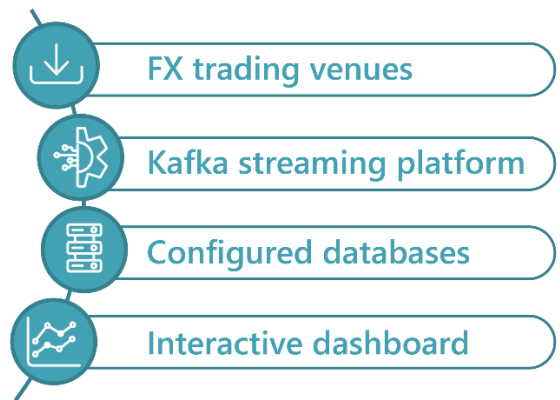 FX trading venues
Kafka streaming platform
Configured databases
Interactive dashboard